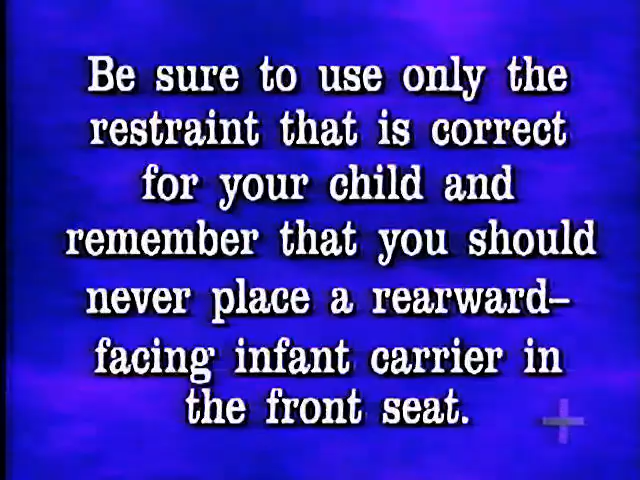 Be sure to use only the
restraint that is correct
for your child and
remember that you should
never place a rearward–
facing infant carrier in
the front seat.